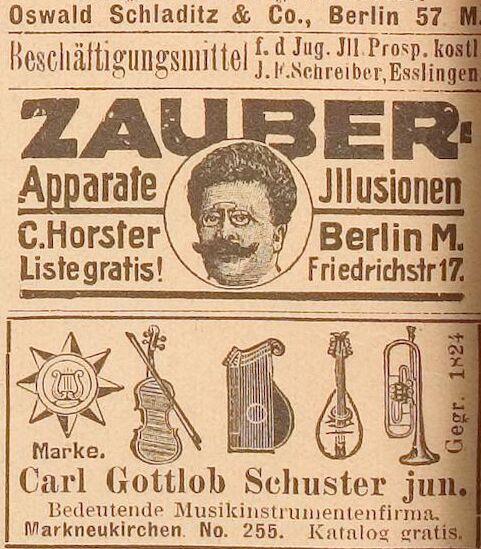 Oswald Schladitz & Co., Berlin 57 M.
Beschäftigungsmittel
f. d Jug. Jll. Prosp. kostl
J. F. Schreiber, Esslingen
ZAUBER-
Apparate Jllusionen
C. Horster Berlin M.
Liste gratis! Friedrichstr 17.
Gegr. 1824
Marke.
Carl Gottlob Schuster jun.
Bedeutende Musikinstrumentenfirma.
Markneukirchen No. 255. Katalog gratis.